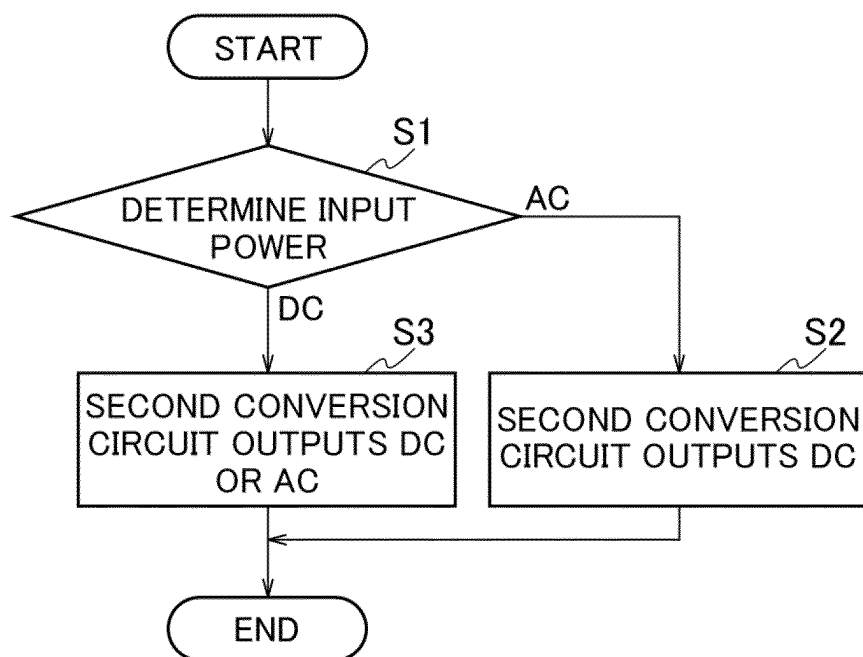 START
S1
DETERMINE INPUT
POWER
AC
DC
S3
SECOND CONVERSION
CIRCUIT OUTPUTS DC
OR AC
S2
SECOND CONVERSION
CIRCUIT OUTPUTS DC
END